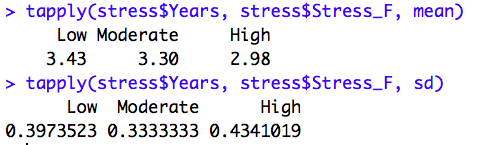 > tapply(stress$Years, stress$Stress_F, mean)
Low Moderate High
3.43 3.30 2.98
> tapply(stress$Years, stress$Stress_F, sd)
Low Moderate High
0.3973523 0.3333333 0.4341019